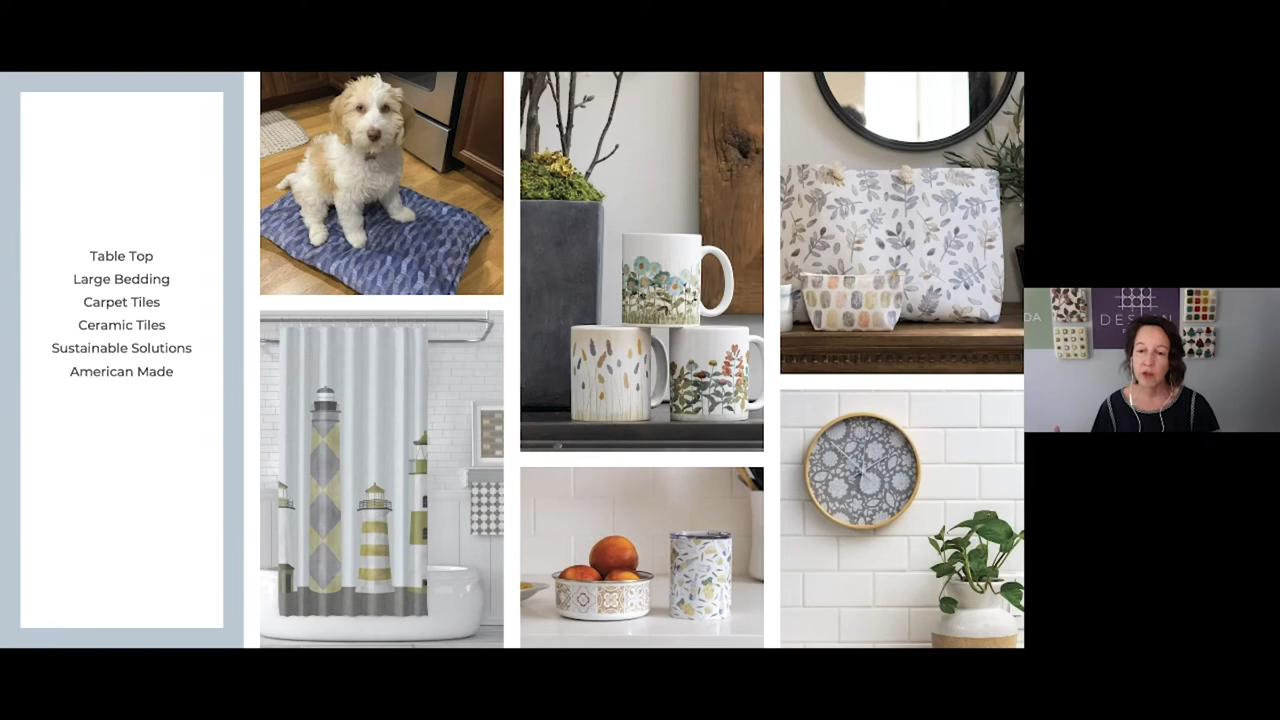 Table Top
Large Bedding
Carpet Tiles
Ceramic Tiles
Sustainable Solutions
American Made